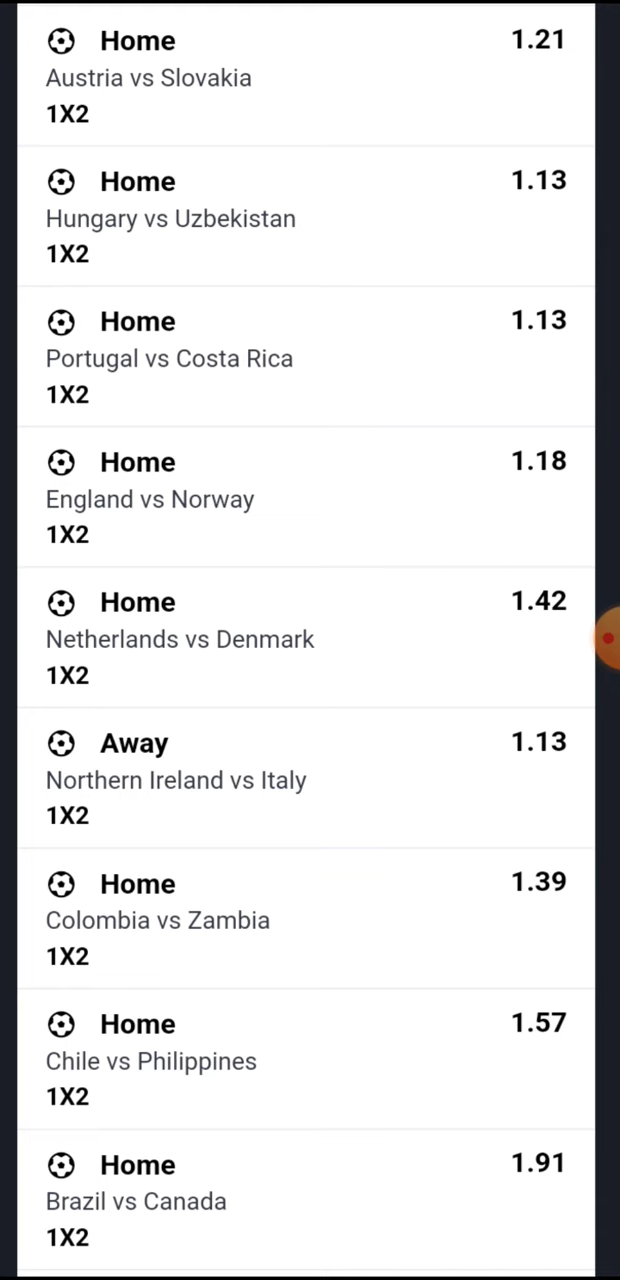 Home 1.21
Austria vs Slovakia
1X2
Home 1.13
Hungary vs Uzbekistan
1X2
Home 1.13
Portugal vs Costa Rica
1X2
Home 1.18
England vs Norway
1X2
Home 1.42
Netherlands vs Denmark
1X2
Away 1.13
Northern Ireland vs Italy
1X2
Home 1.39
Colombia vs Zambia
1X2
Home 1.57
Chile vs Philippines
1X2
Home 1.91
Brazil vs Canada
1X2